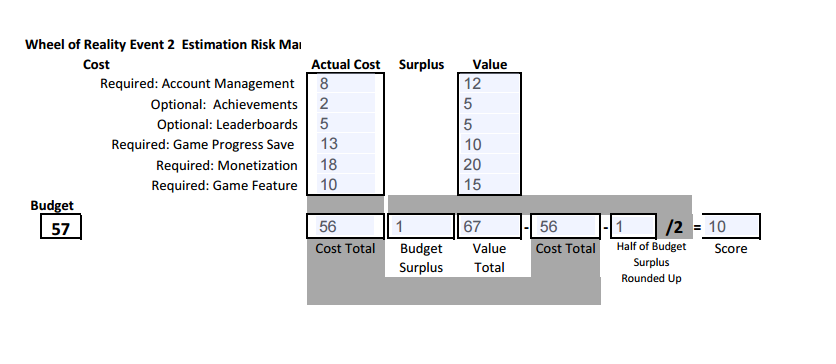 Wheel of Reality Event 2 Estimation Risk Mar
Cost Actual Cost Surplus Value
Required: Account Management 8 12
Optional: Achievements 2 5
Optional: Leaderboards 5 5
Required: Game Progress Save 13 10
Required: Monetization 18 20
Required: Game Feature 10 15
Budget
57 56 1 67 - 56 - 1 /2 = 10
Cost Total Budget Value Cost Total Half of Budget Score
Surplus Total Surplus
Rounded Up